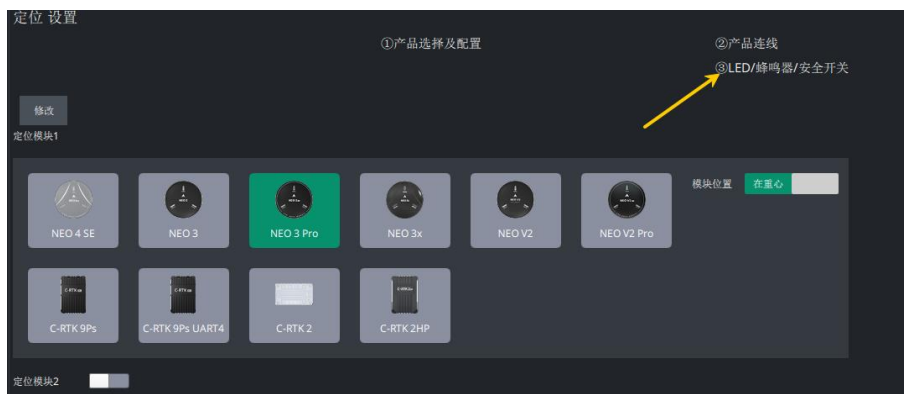 定位 设置
①产品选择及配置
②产品连线
③LED/蜂鸣器/安全开关
修改
定位模块1
NEO 4 SE
NEO 3
NEO 3 Pro
NEO 3x
NEO V2
NEO V2 Pro
模块位置 在重心
C-RTK 9Ps
C-RTK 9Ps UART4
C-RTK 2
C-RTK 2HP
定位模块2